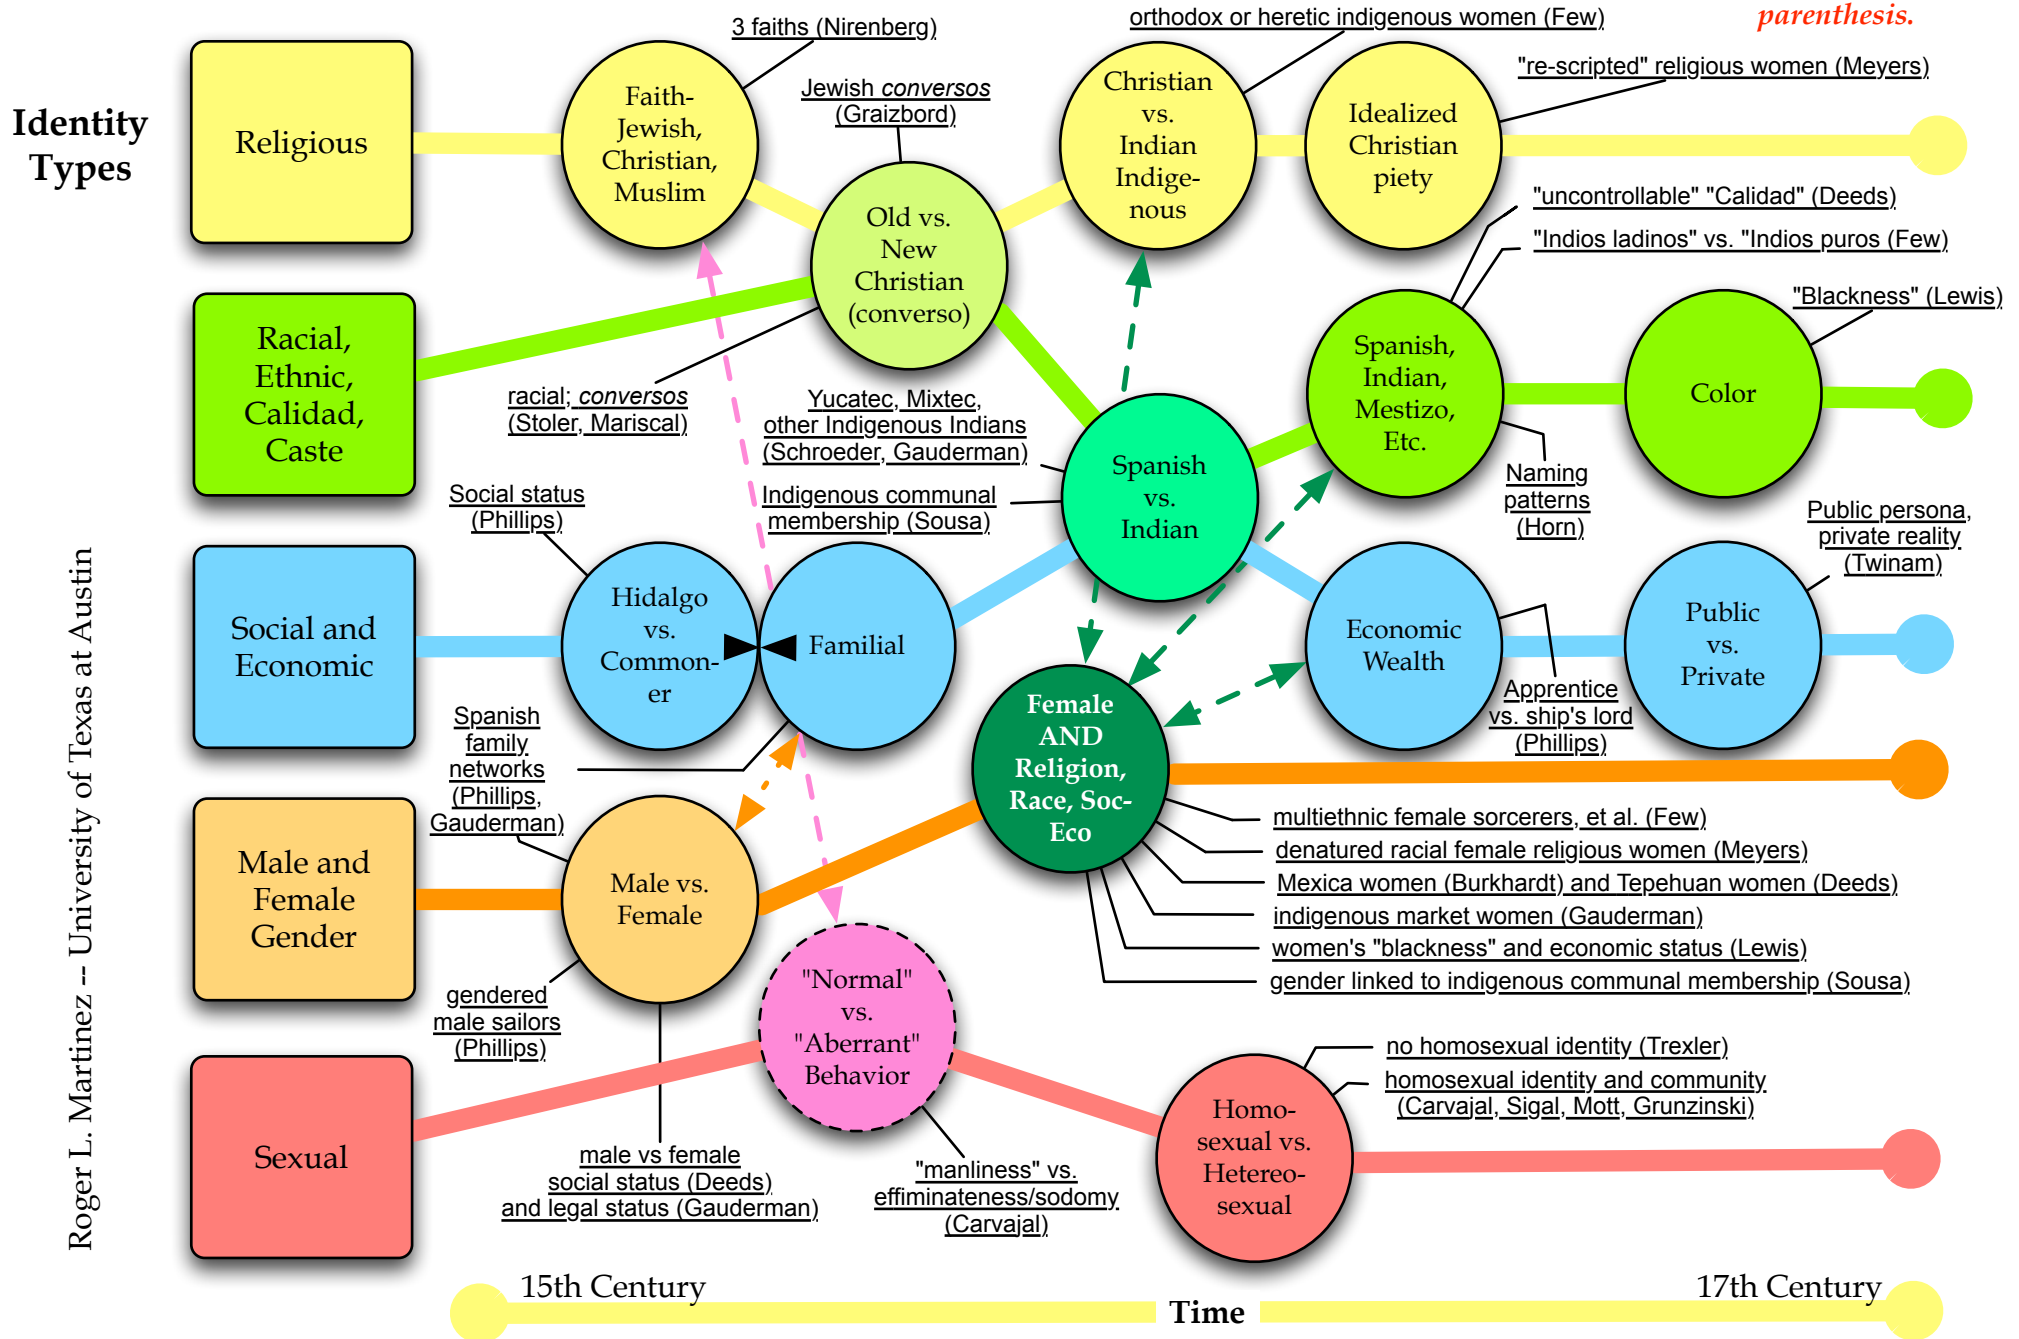 parenthesis.
Identity
Types
Religious
Racial,
Ethnic,
Calidad,
Caste
Social and
Economic
Male and
Female
Gender
Sexual
Roger L. Martinez -- University of Texas at Austin
3 faiths (Nirenberg)
Faith-
Jewish,
Christian,
Muslim
Jewish conversos
(Graizbord)
Old vs.
New
Christian
(converso)
racial; conversos
(Stoler, Mariscal)
orthodox or heretic indigenous women (Few)
Christian
vs.
Indian
Indige-
nous
Idealized
Christian
piety
"re-scripted" religious women (Meyers)
"uncontrollable" "Calidad" (Deeds)
"Indios ladinos" vs. "Indios puros (Few)
"Blackness" (Lewis)
Spanish,
Indian,
Mestizo,
Etc.
Color
Naming
patterns
(Horn)
Yucatec, Mixtec,
other Indigenous Indians
(Schroeder, Gauderman)
Indigenous communal
membership (Sousa)
Spanish
vs.
Indian
Social status
(Phillips)
Hidalgo
vs.
Common-
er
Familial
Economic
Wealth
Public
vs.
Private
Public persona,
private reality
(Twinam)
Apprentice
vs. ship's lord
(Phillips)
Spanish
family
networks
(Phillips,
Gauderman)
Male vs.
Female
gendered
male sailors
(Phillips)
male vs female
social status (Deeds)
and legal status (Gauderman)
Female
AND
Religion,
Race, Soc-
Eco
multiethnic female sorcerers, et al. (Few)
denatured racial female religious women (Meyers)
Mexica women (Burkhardt) and Tepehuan women (Deeds)
indigenous market women (Gauderman)
women's "blackness" and economic status (Lewis)
gender linked to indigenous communal membership (Sousa)
"Normal"
vs.
"Aberrant"
Behavior
"manliness" vs.
effiminateness/sodomy
(Carvajal)
Homo-
sexual vs.
Hetereo-
sexual
no homosexual identity (Trexler)
homosexual identity and community
(Carvajal, Sigal, Mott, Grunzinski)
15th Century
Time
17th Century